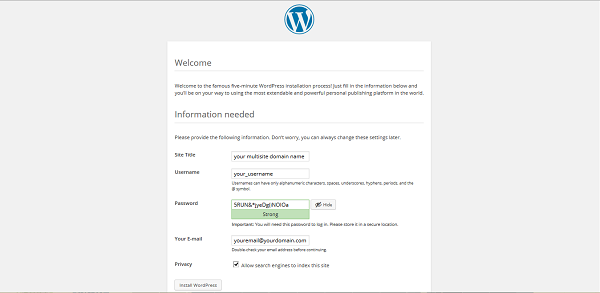 Welcome
Welcome to the famous five-minute WordPress installation process! Just fill in the information below and
you'll be on your way to using the most extendable and powerful personal publishing platform in the world.
Information needed
Please provide the following information. Don't worry, you can always change these settings later.
Site Title your multisite domain name
Username your_username
Usernames can have only alphanumeric characters, spaces, underscores, hyphens, periods, and the
@ symbol.
Password Hide
Strong
Important: You will need this password to log in. Please store it in a secure location.
Your E-mail youremail@yourdomain.com
Double-check your email address before continuing.
Privacy Allow search engines to index this site
Install WordPress